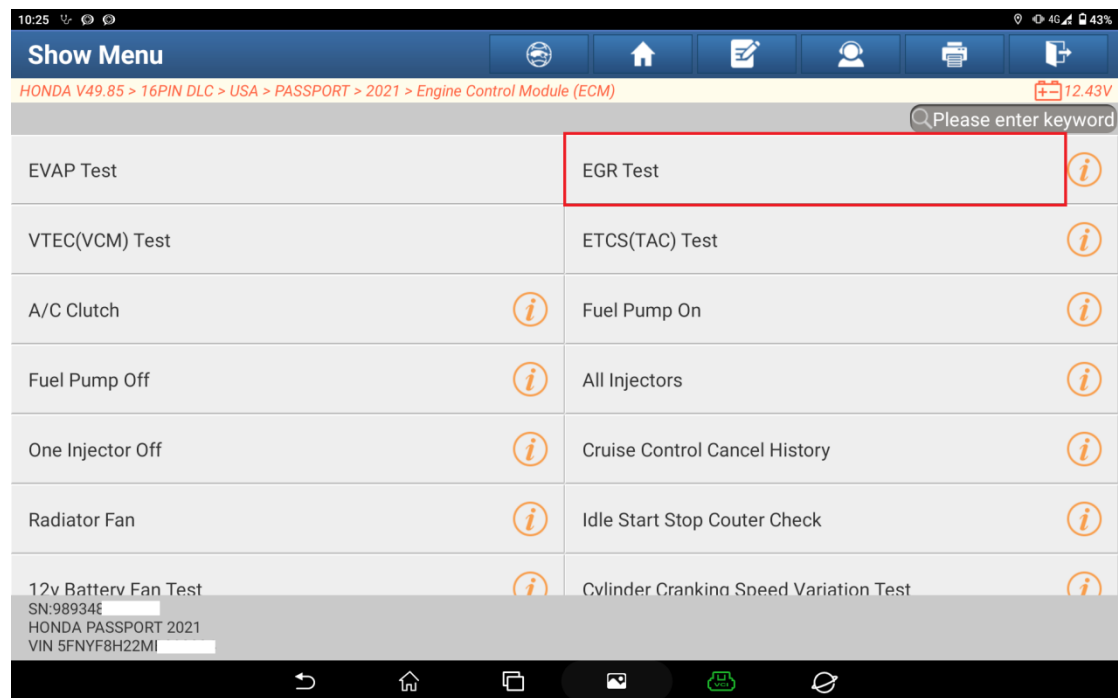 10:25 4G 43%
Show Menu
HONDA V49.85 > 16PIN DLC > USA > PASSPORT > 2021 > Engine Control Module (ECM) 12.43V
Please enter keyword
EVAP Test
EGR Test
VTEC(VCM) Test
ETCS(TAC) Test
A/C Clutch
Fuel Pump On
Fuel Pump Off
All Injectors
One Injector Off
Cruise Control Cancel History
Radiator Fan
Idle Start Stop Couter Check
12v Battery Fan Test
Cylinder Cranking Speed Variation Test
SN:989348
HONDA PASSPORT 2021
VIN 5FNYF8H22M
VCI